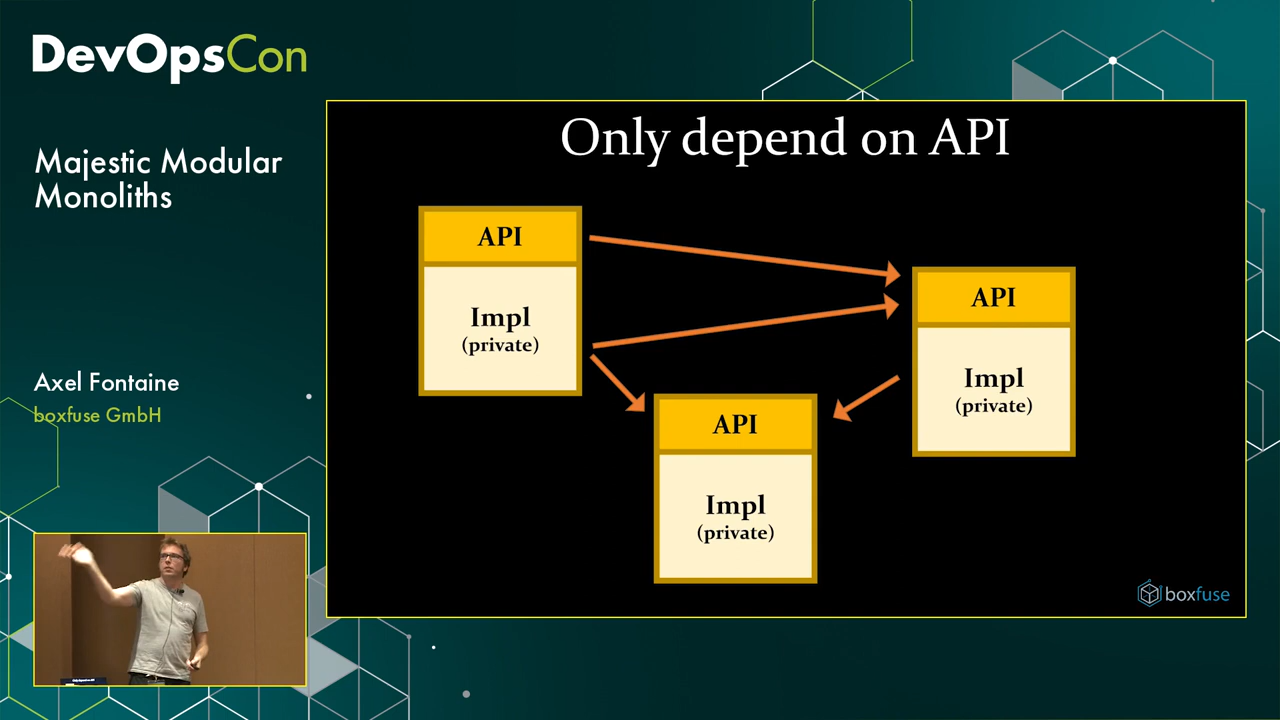 DevOpsCon
Majestic Modular
Monoliths
Axel Fontaine
boxfuse GmbH
Only depend on API
API
Impl
(private)
API
Impl
(private)
API
Impl
(private)
boxfuse